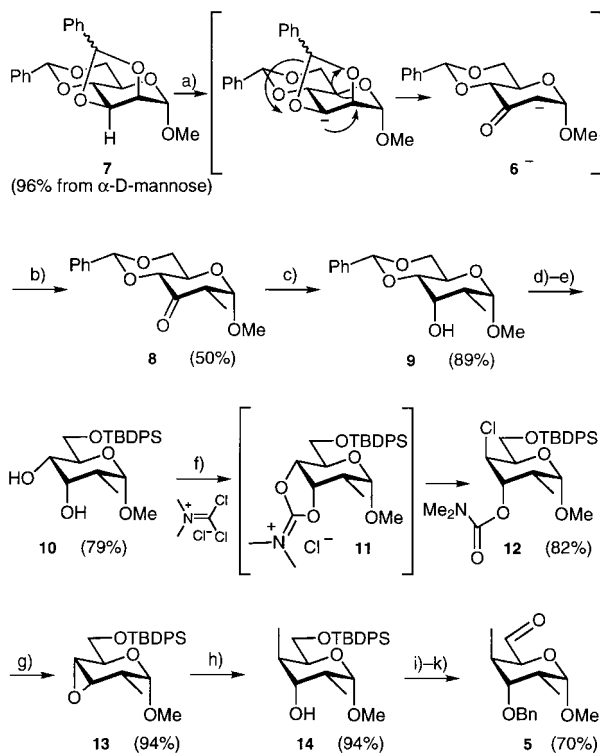 Ph
Ph O O O O O H OMe
7
(96% from α-D-mannose)
a)
Ph
Ph O O O O O – OMe
Ph O O O O – OMe
6 –
b)
Ph O O O O OMe
8 (50%)
c)
Ph O O O OH OMe
9 (89%)
d)–e)
OTBDPS
HO O HO O OMe
10 (79%)
f)
N + Cl Cl– Cl
OTBDPS
O O O O OMe
N + Cl– 11
Cl OTBDPS
O Me2N O O O OMe
12 (82%)
g)
OTBDPS
O O O OMe
13 (94%)
h)
OTBDPS
O OH O OMe
14 (94%)
i)–k)
O
O OBn O OMe
5 (70%)